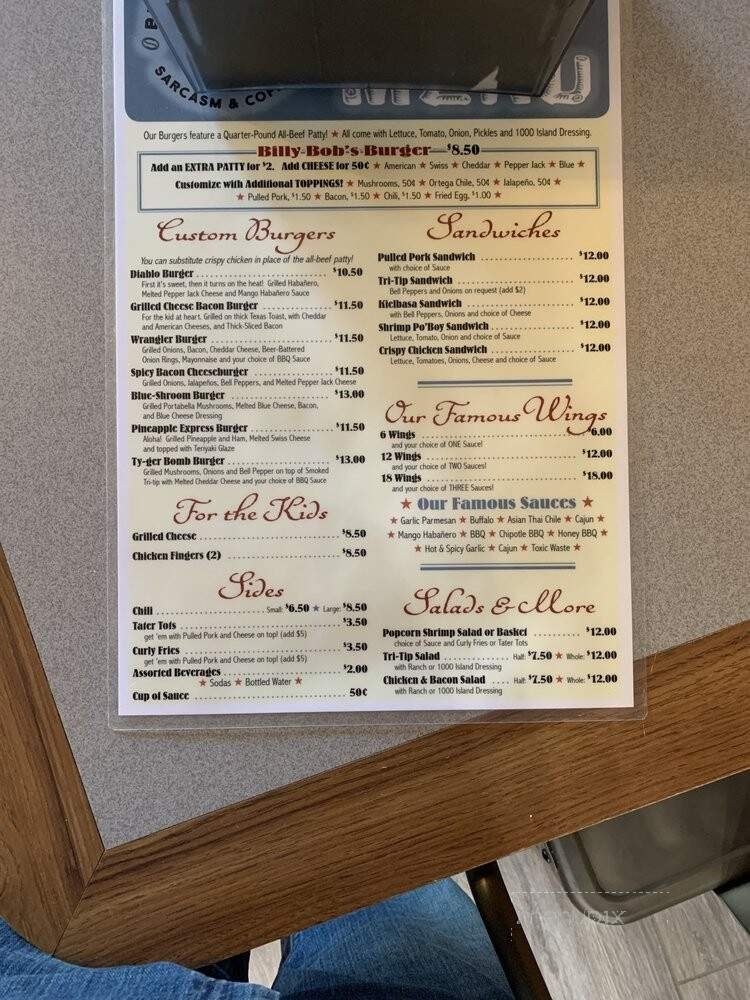 SARCASM & COF
MENU
Our Burgers feature a Quarter-Pound All-Beef Patty! ★ All come with Lettuce, Tomato, Onion, Pickles and 1000 Island Dressing.
Billy-Bob's Burger $8.50
Add an EXTRA PATTY for $2. Add CHEESE for 50¢ ★ American ★ Swiss ★ Cheddar ★ Pepper Jack ★ Blue ★
Customize with Additional TOPPINGS! ★ Mushrooms, 50¢ ★ Ortega Chile, 50¢ ★ Jalapeño, 50¢ ★
★ Pulled Pork, $1.50 ★ Bacon, $1.50 ★ Chili, $1.50 ★ Fried Egg, $1.00 ★
Custom Burgers
You can substitute crispy chicken in place of the all-beef patty!
Diablo Burger $10.50
First it's sweet, then it turns on the heat! Grilled Habañero,
Melted Pepper Jack Cheese and Mango Habañero Sauce
Grilled Cheese Bacon Burger $11.50
For the kid at heart. Grilled on thick Texas Toast, with Cheddar
and American Cheeses, and Thick-Sliced Bacon
Wrangler Burger $11.50
Grilled Onions, Bacon, Cheddar Cheese, Beer-Battered
Onion Rings, Mayonnaise and your choice of BBQ Sauce
Spicy Bacon Cheeseburger $11.50
Grilled Onions, Jalapeños, Bell Peppers, and Melted Pepper Jack Cheese
Blue-Shroom Burger $13.00
Grilled Portabella Mushrooms, Melted Blue Cheese, Bacon,
and Blue Cheese Dressing
Pineapple Express Burger $11.50
Aloha! Grilled Pineapple and Ham, Melted Swiss Cheese
and topped with Teriyaki Glaze
Ty-ger Bomb Burger $13.00
Grilled Mushrooms, Onions and Bell Pepper on top of Smoked
Tri-tip with Melted Cheddar Cheese and your choice of BBQ Sauce
For the Kids
Grilled Cheese $8.50
Chicken Fingers (2) $8.50
Sides
Chili Small: $6.50 ★ Large: $8.50
Tater Tots $3.50
get 'em with Pulled Pork and Cheese on top! (add $5)
Curly Fries $3.50
get 'em with Pulled Pork and Cheese on top! (add $5)
Assorted Beverages $2.00
★ Sodas ★ Bottled Water ★
Cup of Sauce 50¢
Sandwiches
Pulled Pork Sandwich $12.00
with choice of Sauce
Tri-Tip Sandwich $12.00
Bell Peppers and Onions on request (add $2)
Kielbasa Sandwich $12.00
with Bell Peppers, Onions and choice of Cheese
Shrimp Po'Boy Sandwich $12.00
Lettuce, Tomato, Onion and choice of Sauce
Crispy Chicken Sandwich $12.00
Lettuce, Tomatoes, Onions, Cheese and choice of Sauce
Our Famous Wings
6 Wings $6.00
and your choice of ONE Sauce!
12 Wings $12.00
and your choice of TWO Sauces!
18 Wings $18.00
and your choice of THREE Sauces!
★ Our Famous Sauces ★
★ Garlic Parmesan ★ Buffalo ★ Asian Thai Chile ★ Cajun ★
★ Mango Habañero ★ BBQ ★ Chipotle BBQ ★ Honey BBQ ★
★ Hot & Spicy Garlic ★ Cajun ★ Toxic Waste ★
Salads & More
Popcorn Shrimp Salad or Basket $12.00
choice of Sauce and Curly Fries or Tater Tots
Tri-Tip Salad Half: $7.50 ★ Whole: $12.00
with Ranch or 1000 Island Dressing
Chicken & Bacon Salad Half: $7.50 ★ Whole: $12.00
with Ranch or 1000 Island Dressing